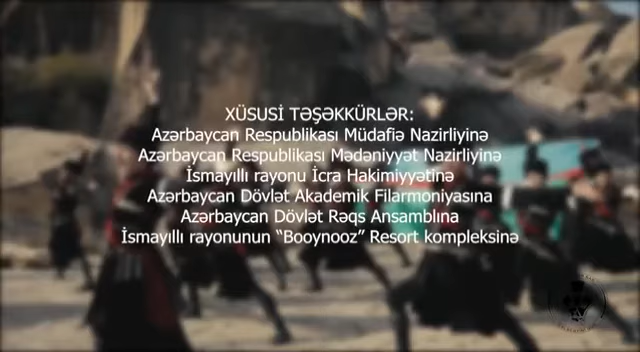 XÜSUSİ TƏŞƏKKÜRLƏR:
Azərbaycan Respublikası Müdafiə Nazirliyinə
Azərbaycan Respublikası Mədəniyyət Nazirliyinə
İsmayıllı rayonu İcra Hakimiyyətinə
Azərbaycan Dövlət Akademik Filarmoniyasına
Azərbaycan Dövlət Rəqs Ansamblına
İsmayıllı rayonunun “Booynooz” Resort kompleksinə